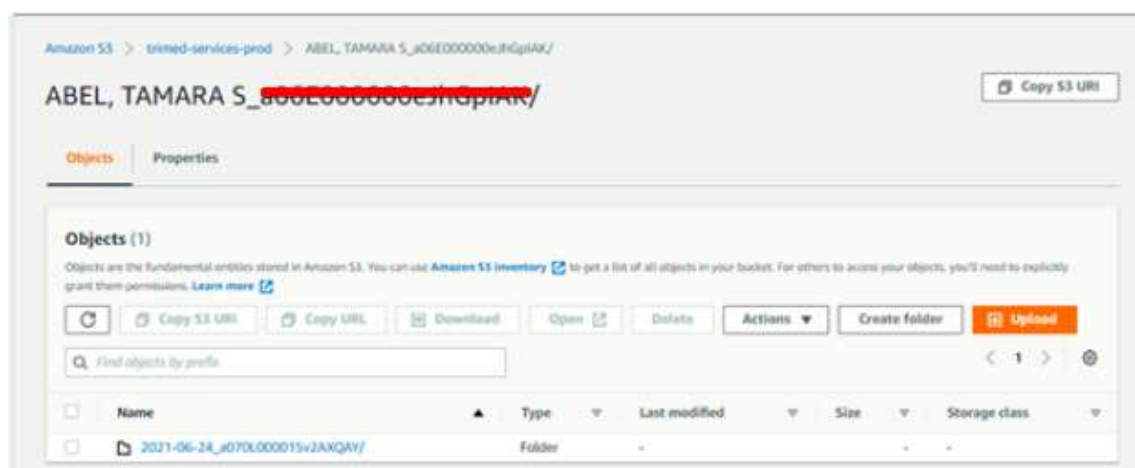 Amazon S3 > trimed-services-prod > ABEL, TAMARA S_a06E000000eJhGpIAK/
ABEL, TAMARA S_ /
Copy S3 URI
Objects Properties
Objects (1)
Objects are the fundamental entities stored in Amazon S3. You can use Amazon S3 inventory to get a list of all objects in your bucket. For others to access your objects, you'll need to explicitly
grant them permissions. Learn more
Copy S3 URI Copy URL Download Open Delete Actions ▼ Create folder Upload
Find objects by prefix
< 1 >
Name ▲ Type ▼ Last modified ▼ Size ▼ Storage class ▼
2021-06-24_a070L000015v2AXQAY/ Folder - - -